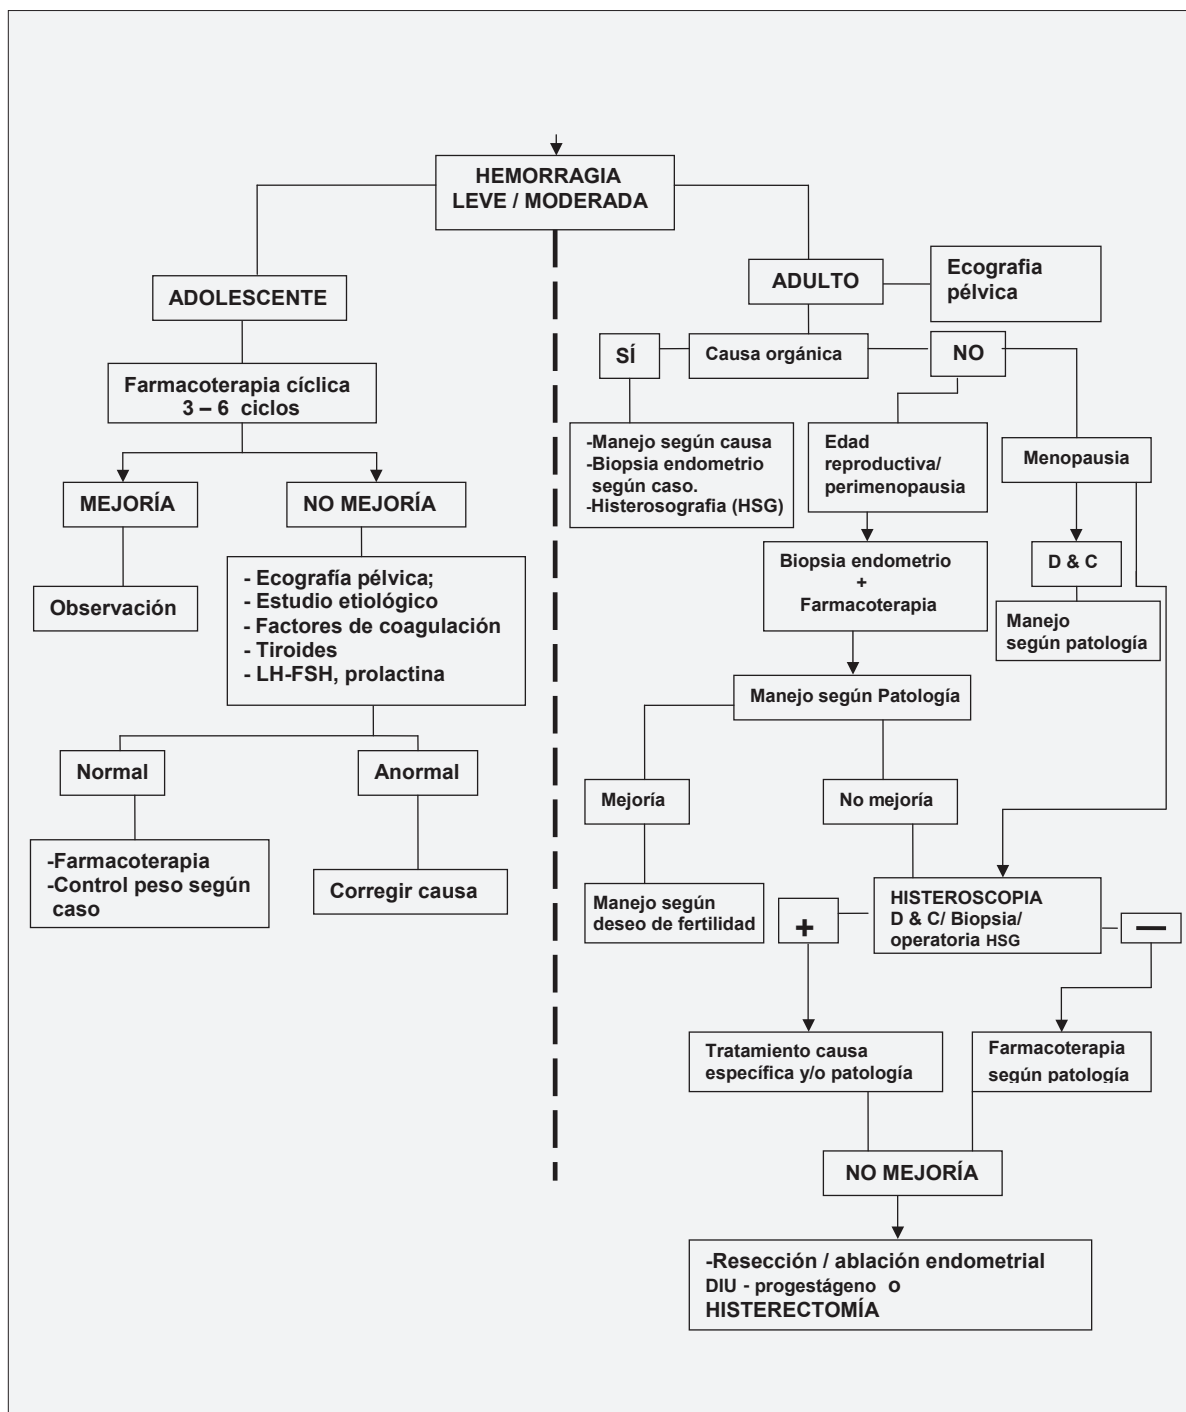 HEMORRAGIA
LEVE / MODERADA
ADOLESCENTE
Farmacoterapia cíclica
3 – 6 ciclos
MEJORÍA
NO MEJORÍA
Observación
- Ecografía pélvica;
- Estudio etiológico
- Factores de coagulación
- Tiroides
- LH-FSH, prolactina
Normal
Anormal
-Farmacoterapia
-Control peso según
caso
Corregir causa
ADULTO
Ecografia
pélvica
SÍ
Causa orgánica
NO
-Manejo según causa
-Biopsia endometrio
según caso.
-Histerosografia (HSG)
Edad
reproductiva/
perimenopausia
Menopausia
Biopsia endometrio
+
Farmacoterapia
D & C
Manejo
según patología
Manejo según Patología
Mejoría
No mejoría
Manejo según
deseo de fertilidad
+
HISTEROSCOPIA
D & C/ Biopsia/
operatoria HSG
—
Tratamiento causa
específica y/o patología
Farmacoterapia
según patología
NO MEJORÍA
-Resección / ablación endometrial
DIU - progestágeno o
HISTERECTOMÍA